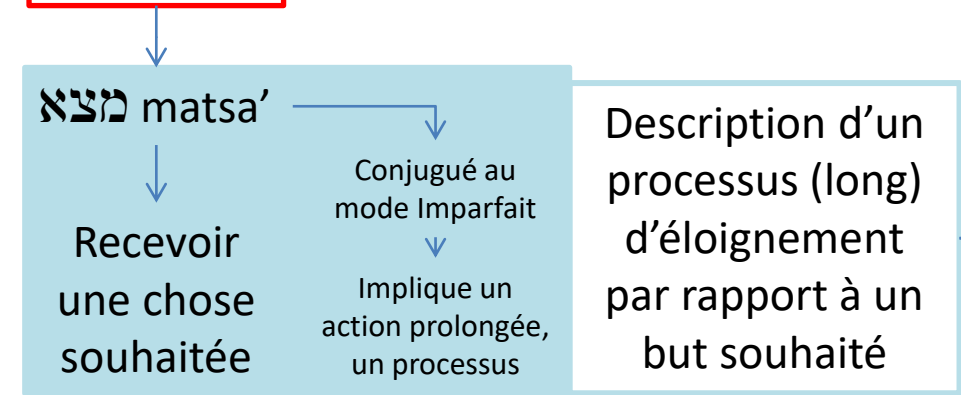 מצא matsa’
Recevoir
une chose
souhaitée
Conjugué au
mode Imparfait
Implique un
action prolongée,
un processus
Description d’un
processus (long)
d’éloignement
par rapport à un
but souhaité